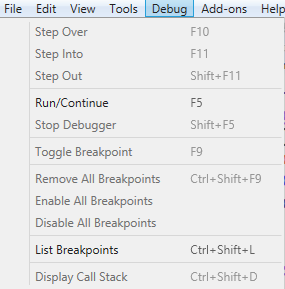 File Edit View Tools Debug Add-ons Help
Step Over F10
Step Into F11
Step Out Shift+F11
Run/Continue F5
Stop Debugger Shift+F5
Toggle Breakpoint F9
Remove All Breakpoints Ctrl+Shift+F9
Enable All Breakpoints
Disable All Breakpoints
List Breakpoints Ctrl+Shift+L
Display Call Stack Ctrl+Shift+D